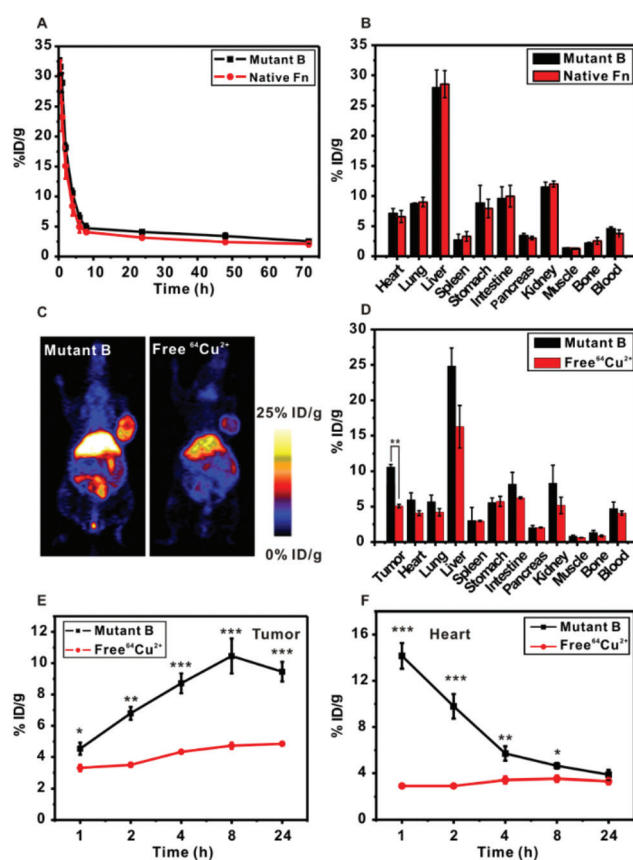 A
35
30
25
20
15
10
5
0
%ID/g
Mutant B
Native Fn
0 10 20 30 40 50 60 70
Time (h)
B
35
30
25
20
15
10
5
0
% ID/g
Mutant B
Native Fn
Heart Lung Liver Spleen Stomach Intestine Pancreas Kidney Muscle Bone Blood
C
Mutant B
Free ⁶⁴Cu²⁺
25% ID/g
0% ID/g
D
30
25
20
15
10
5
0
% ID/g
Mutant B
Free⁶⁴Cu²⁺
**
Tumor Heart Lung Liver Spleen Stomach Intestine Pancreas Kidney Muscle Bone Blood
E
12
10
8
6
4
2
0
% ID/g
Mutant B
Free⁶⁴Cu²⁺
Tumor
* ** *** *** ***
1 2 4 8 24
Time (h)
F
16
12
8
4
0
% ID/g
Heart
Mutant B
Free⁶⁴Cu²⁺
*** *** ** *
1 2 4 8 24
Time (h)